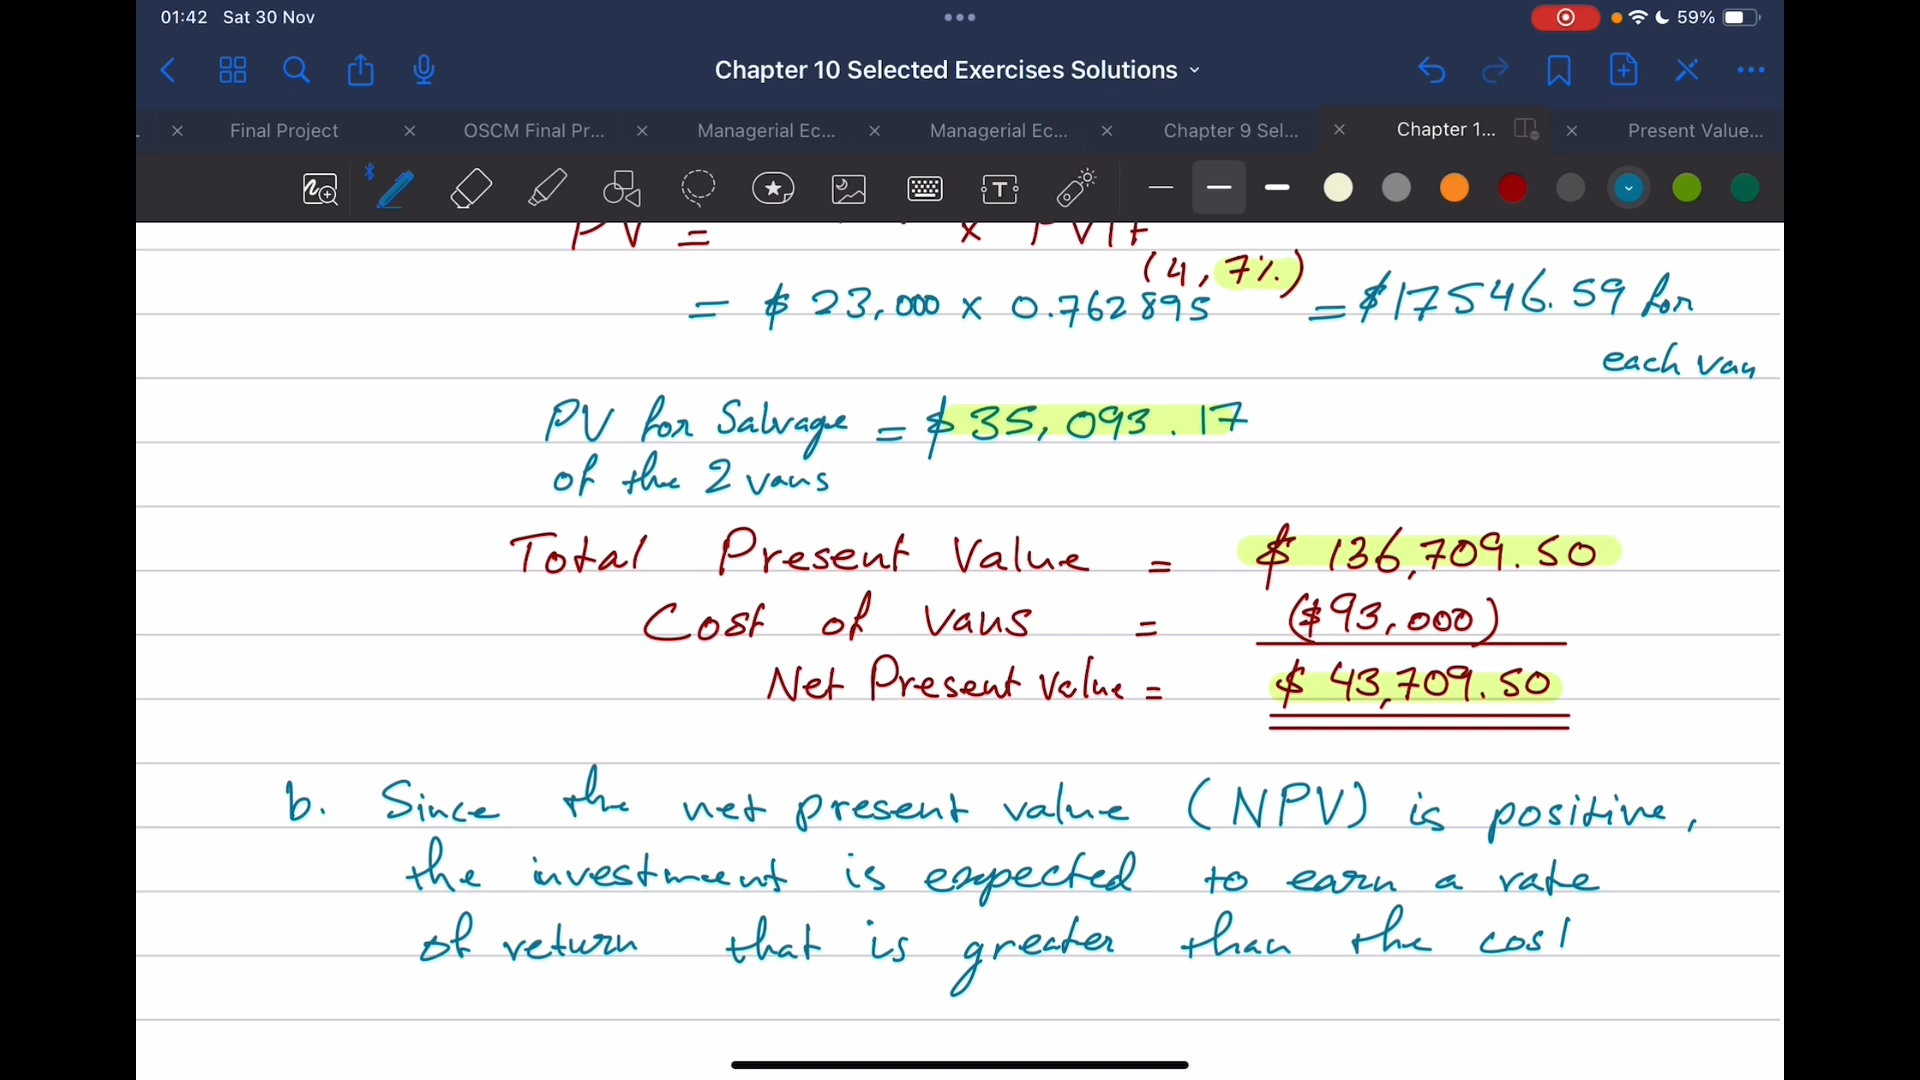 01:42 Sat 30 Nov
59%
Chapter 10 Selected Exercises Solutions
Final Project
OSCM Final Pr...
Managerial Ec...
Managerial Ec...
Chapter 9 Sel...
Chapter 1...
Present Value...
T
PV = x PVIF
(4, 7%)
= $ 23,000 x 0.762895 = $17546.59 for
each van
PV for Salvage = $35,093.17
of the 2 vans
Total Present Value = $ 136,709.50
Cost of vans = ($93,000)
Net Present Value = $ 43,709.50
b. Since the net present value (NPV) is positive,
the investment is expected to earn a rate
of return that is greater than the cost